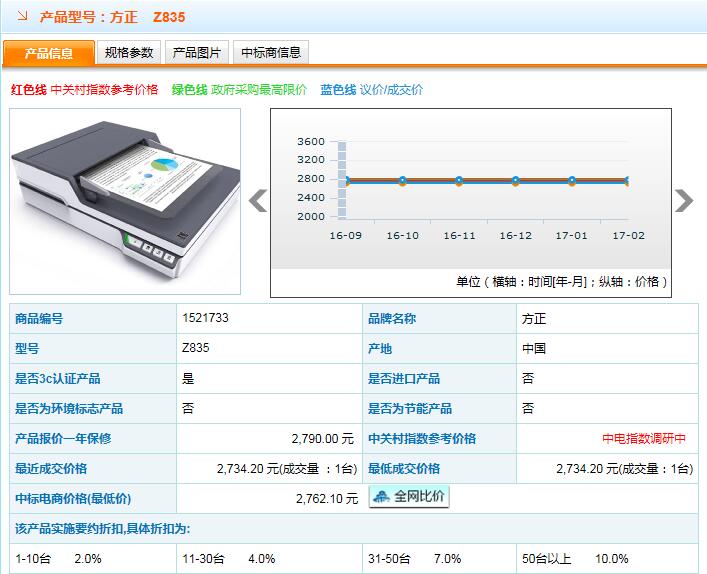 产品型号：方正 Z835
产品信息 规格参数 产品图片 中标商信息
红色线 中关村指数参考价格 绿色线 政府采购最高限价 蓝色线 议价/成交价
3600
3200
2800
2400
2000
16-09 16-10 16-11 16-12 17-01 17-02
单位（横轴：时间[年-月]；纵轴：价格）
商品编号 1521733 品牌名称 方正
型号 Z835 产地 中国
是否3c认证产品 是 是否进口产品 否
是否为环境标志产品 否 是否为节能产品 否
产品报价一年保修 2,790.00 元 中关村指数参考价格 中电指数调研中
最近成交价格 2,734.20 元(成交量 ：1台) 最低成交价格 2,734.20 元(成交量 ：1台)
中标电商价格(最低价) 2,762.10 元 全网比价
该产品实施要约折扣,具体折扣为:
1-10台 2.0% 11-30台 4.0% 31-50台 7.0% 50台以上 10.0%